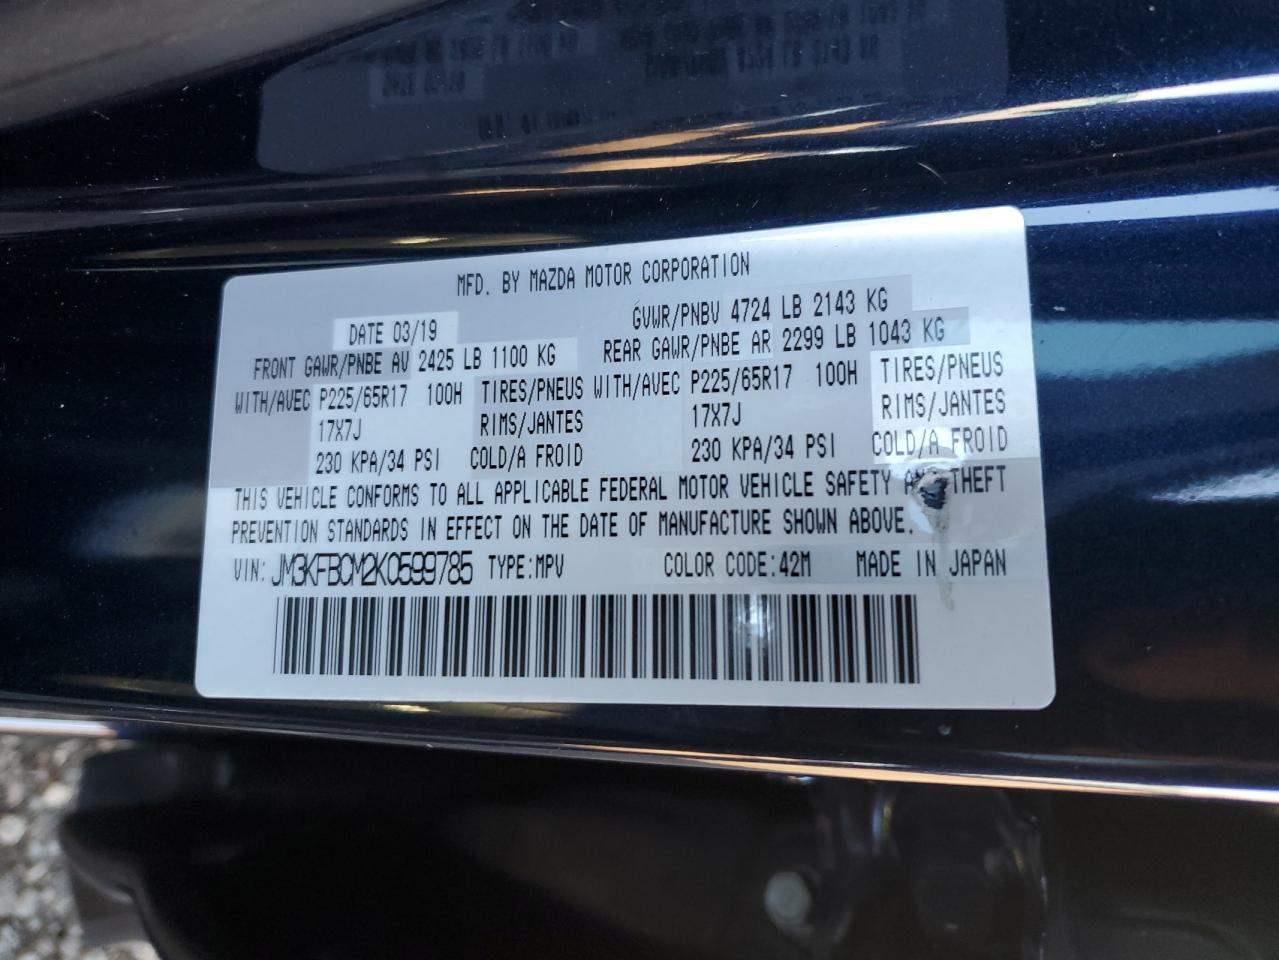 MFD. BY MAZDA MOTOR CORPORATION
DATE 03/19 GVWR/PNBV 4724 LB 2143 KG
FRONT GAWR/PNBE AV 2425 LB 1100 KG REAR GAWR/PNBE AR 2299 LB 1043 KG
WITH/AVEC P225/65R17 100H TIRES/PNEUS WITH/AVEC P225/65R17 100H TIRES/PNEUS
17X7J RIMS/JANTES 17X7J RIMS/JANTES
230 KPA/34 PSI COLD/A FROID 230 KPA/34 PSI COLD/A FROID
THIS VEHICLE CONFORMS TO ALL APPLICABLE FEDERAL MOTOR VEHICLE SAFETY AND THEFT
PREVENTION STANDARDS IN EFFECT ON THE DATE OF MANUFACTURE SHOWN ABOVE.
VIN: JM3KFBCM2K0599785 TYPE:MPV COLOR CODE:42M MADE IN JAPAN